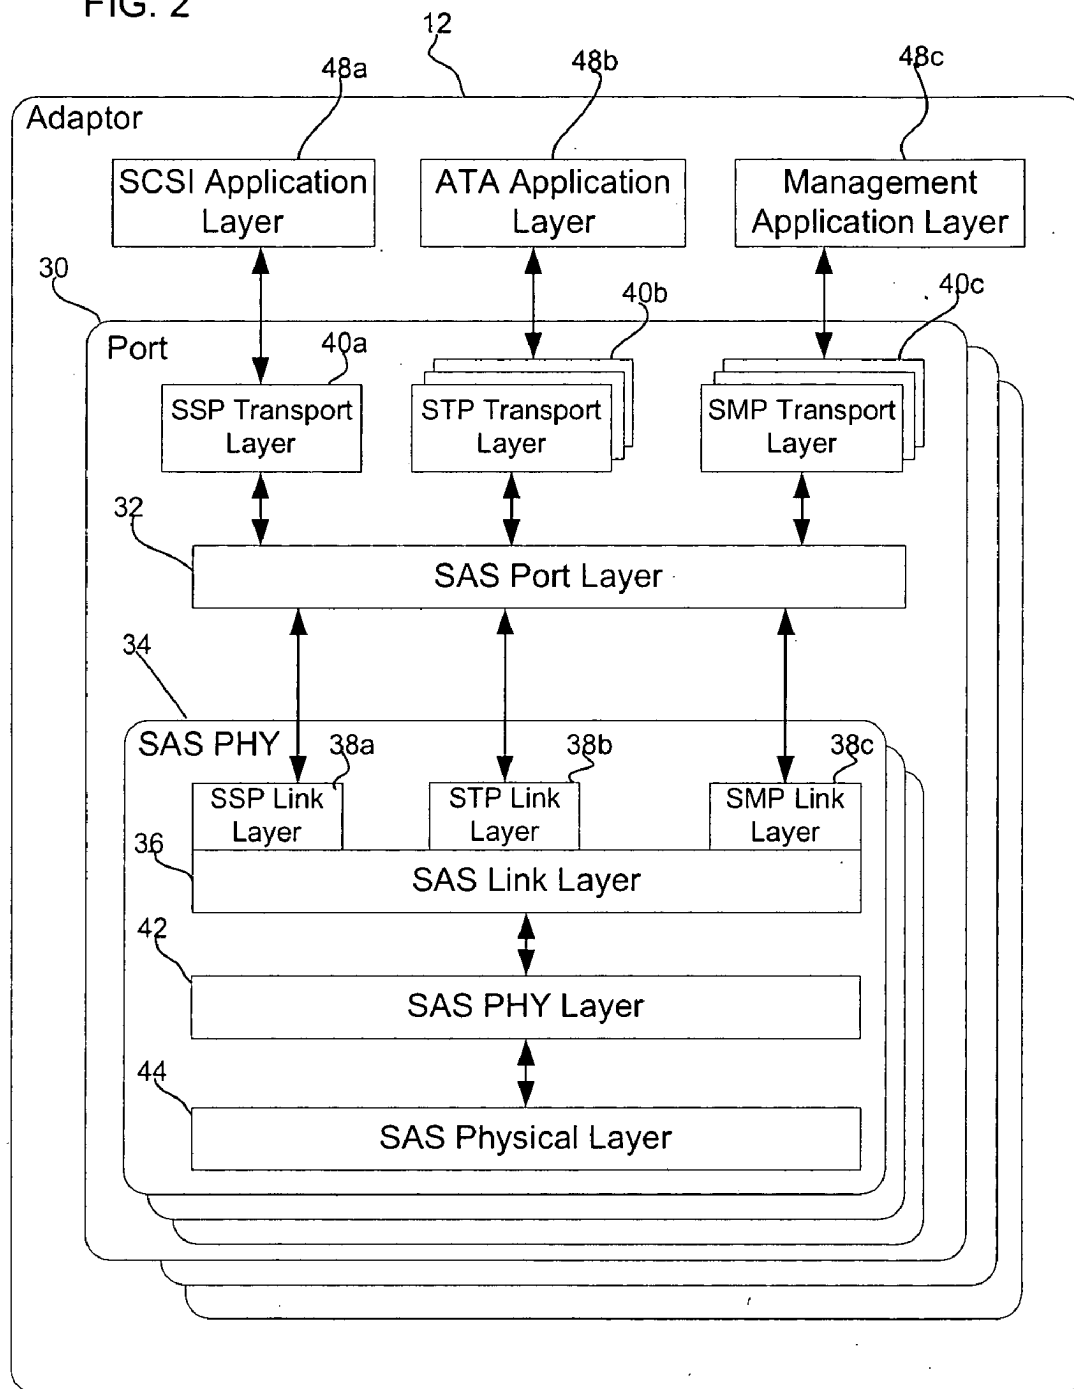 FIG. 2
12
48a
48b
48c
Adaptor
SCSI Application
Layer
ATA Application
Layer
Management
Application Layer
30
40b
40c
Port
40a
SSP Transport
Layer
STP Transport
Layer
SMP Transport
Layer
32
SAS Port Layer
34
SAS PHY
38a
38b
38c
SSP Link
Layer
STP Link
Layer
SMP Link
Layer
36
SAS Link Layer
42
SAS PHY Layer
44
SAS Physical Layer